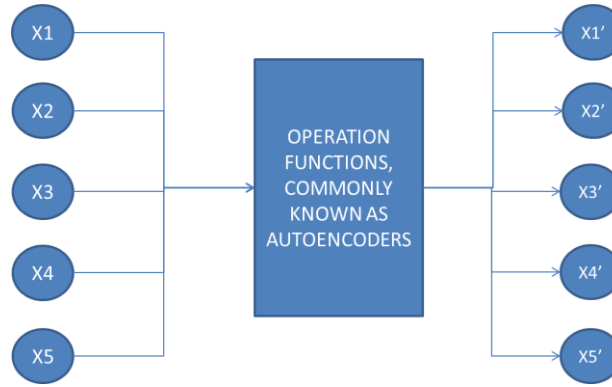 X1
X2
X3
X4
X5
OPERATION
FUNCTIONS,
COMMONLY
KNOWN AS
AUTOENCODERS
X1’
X2’
X3’
X4’
X5’